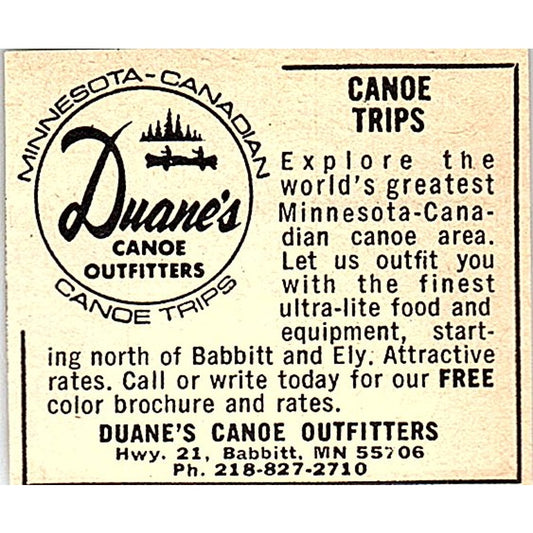 MINNESOTA-CANADIAN
Duane's
CANOE
OUTFITTERS
CANOE TRIPS
CANOE
TRIPS
Explore the
world's greatest
Minnesota-Cana-
dian canoe area.
Let us outfit you
with the finest
ultra-lite food and
equipment, start-
ing north of Babbitt and Ely. Attractive
rates. Call or write today for our FREE
color brochure and rates.
DUANE'S CANOE OUTFITTERS
Hwy. 21, Babbitt, MN 55706
Ph. 218-827-2710